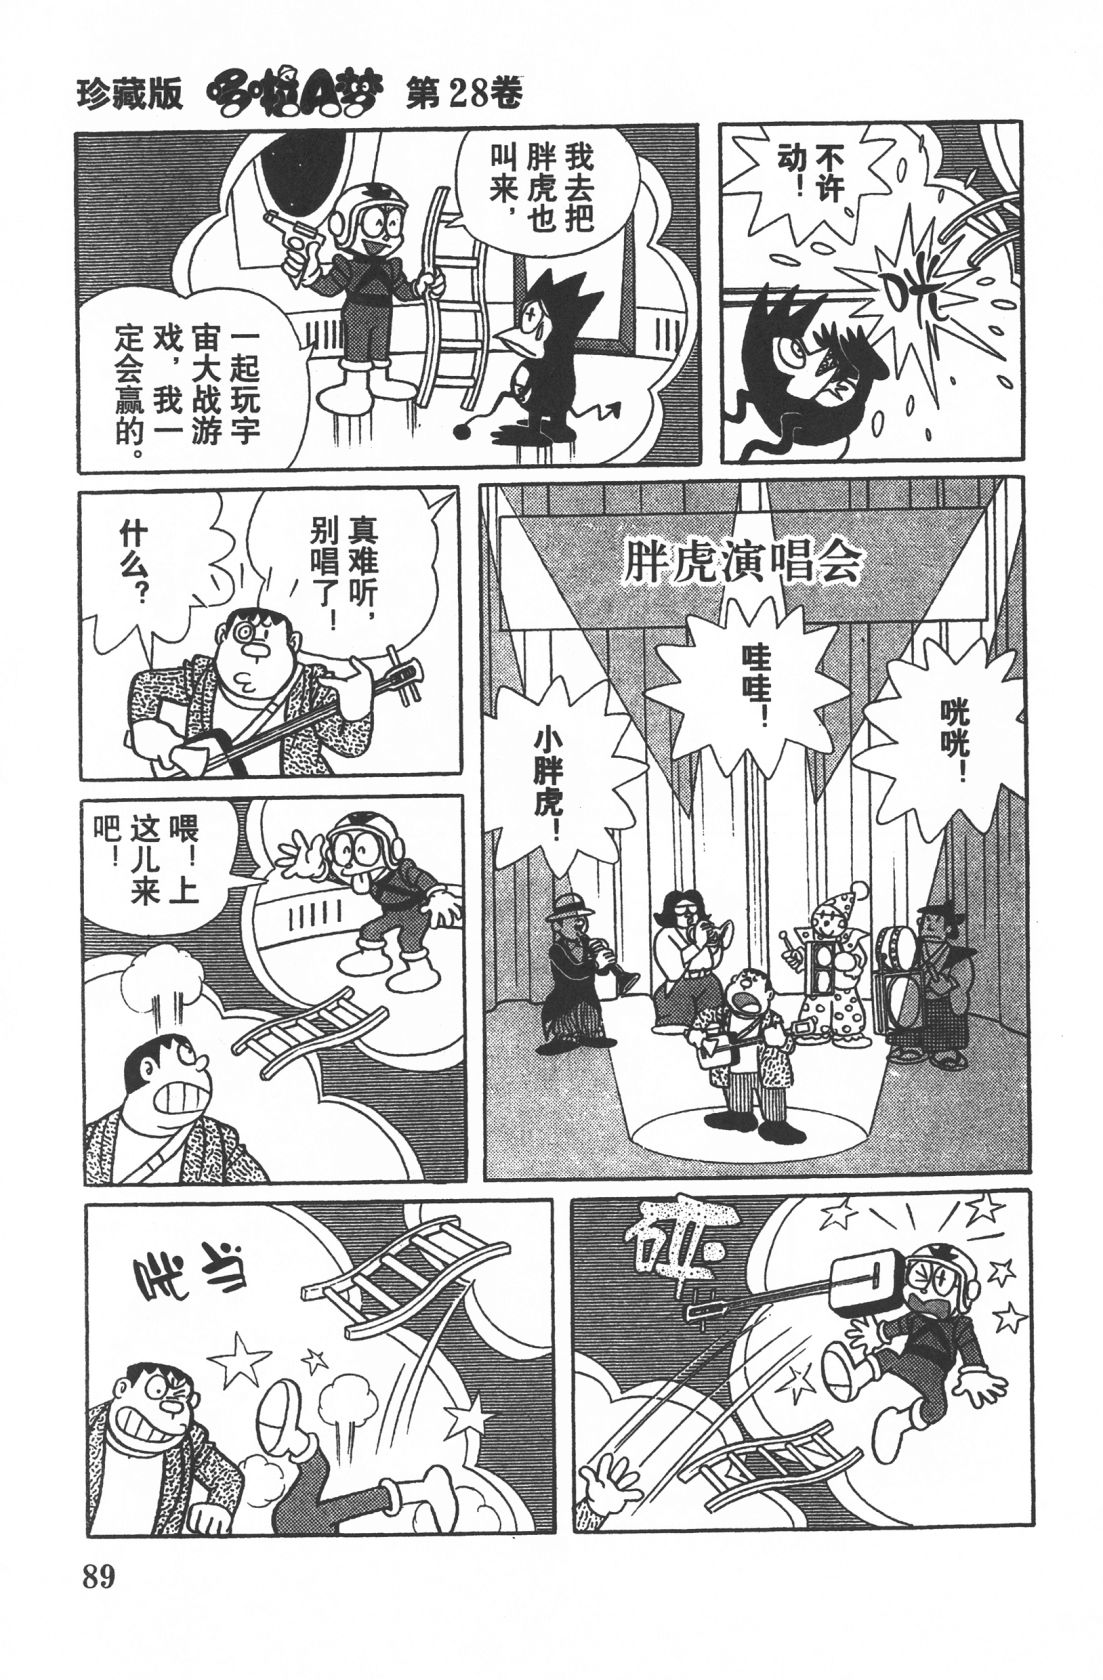 珍藏版 哆啦A梦 第28卷
不许
动！
我去把
胖虎也
叫来，
一起玩宇
宙大战游
戏，我一
定会赢的。
胖虎演唱会
咣咣！
哇哇！
小胖虎！
真难听，
别唱了！
什么？
喂！上
这儿来
吧！
砰
咣当
89